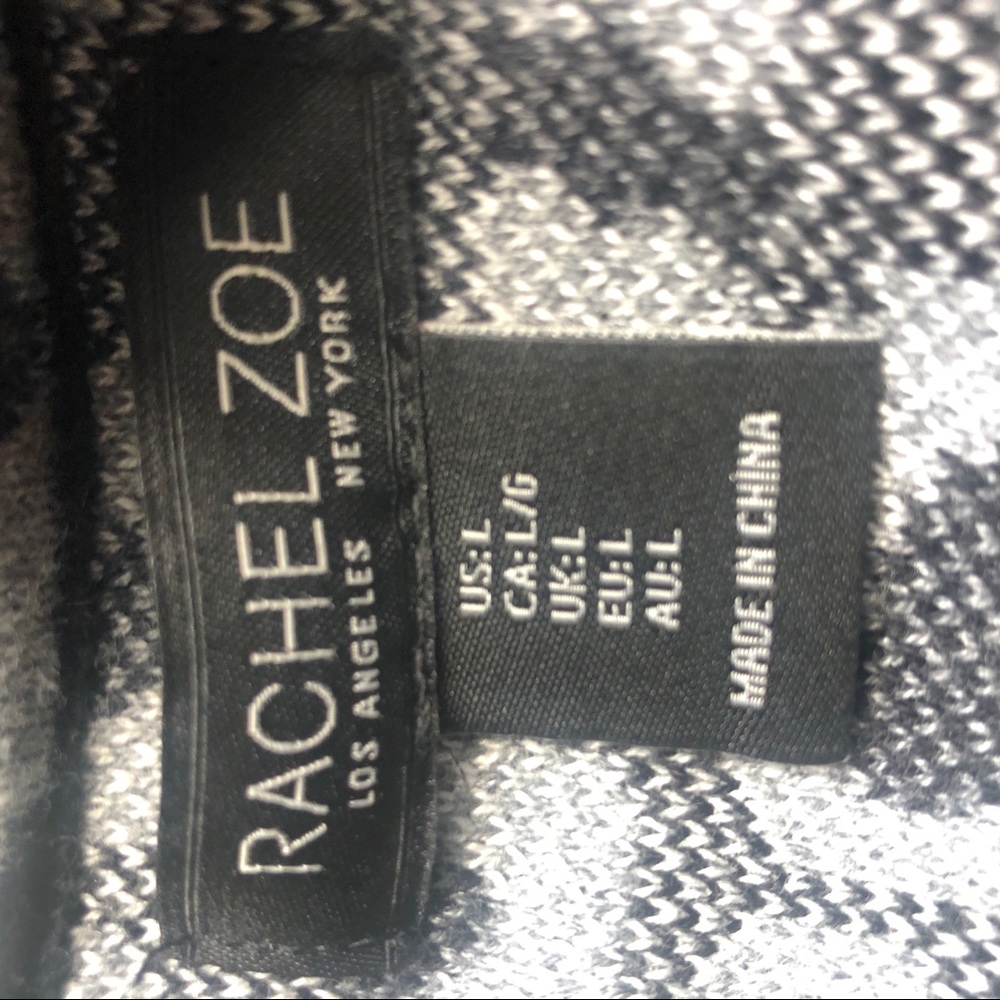 RACHEL ZOE
LOS ANGELES NEW YORK
US:L
CA:L/G
UK:L
EU:L
AU:L
MADE IN CHINA